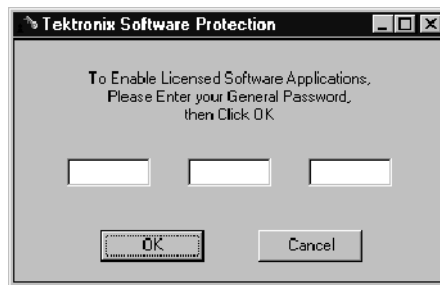 Tektronix Software Protection
To Enable Licensed Software Applications,
Please Enter your General Password,
then Click OK
OK
Cancel